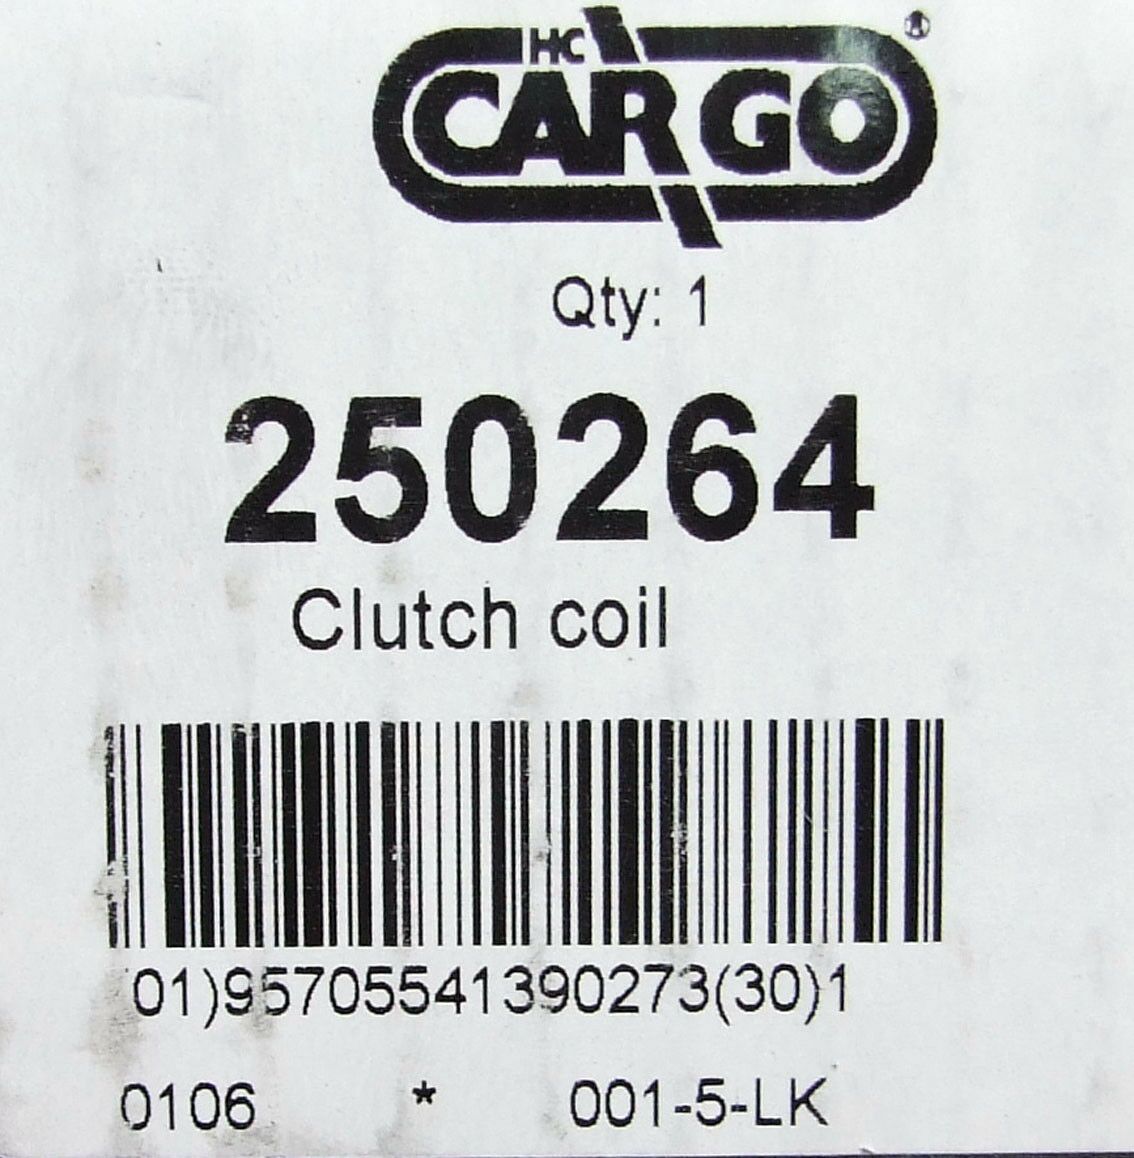 HC
CARGO®
Qty: 1
250264
Clutch coil
01)95705541390273(30)1
0106 * 001-5-LK